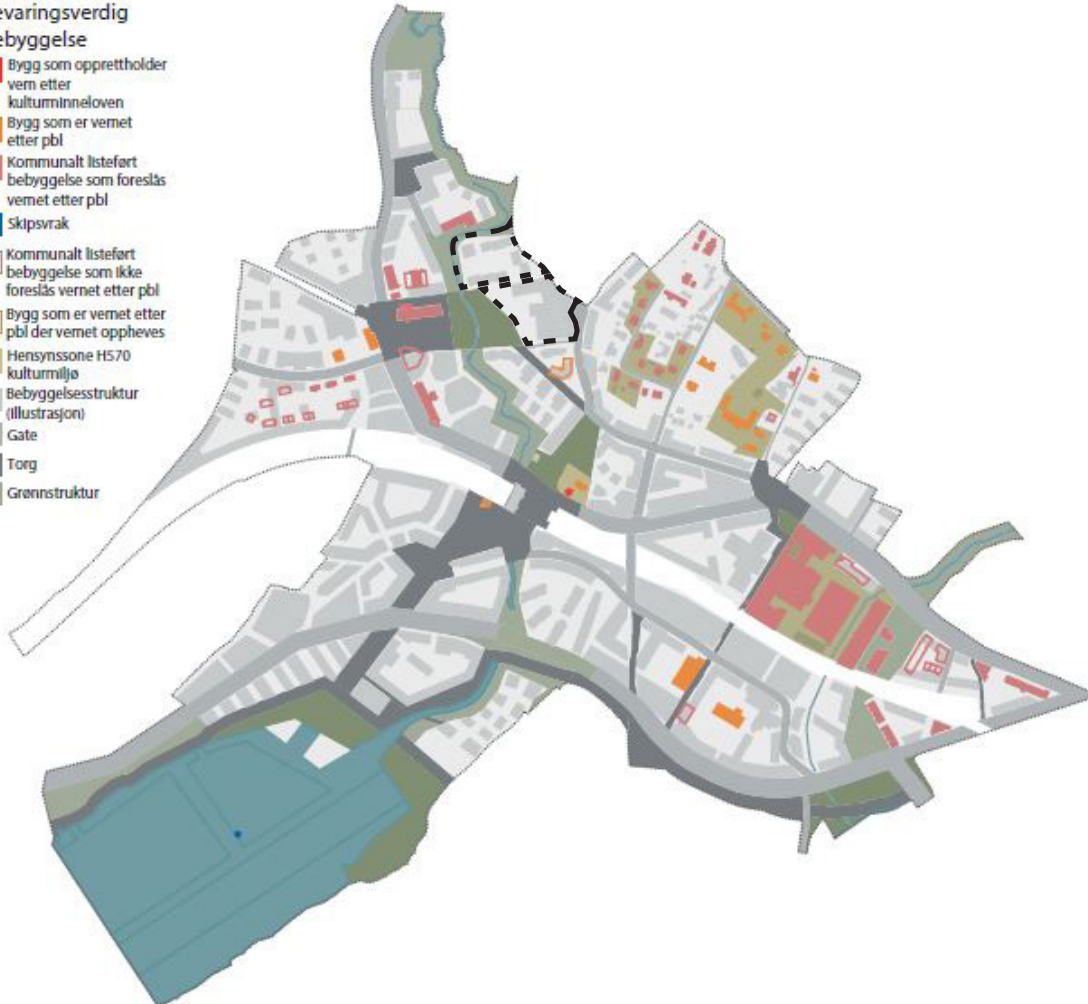 evaringsverdig
ebyggelse
Bygg som opprettholder
vern etter
kulturminneloven
Bygg som er vernet
etter pbl
Kommunalt listeført
bebyggelse som foreslås
vernet etter pbl
Skipsvrak
Kommunalt listeført
bebyggelse som ikke
foreslås vernet etter pbl
Bygg som er vernet etter
pbl der vernet oppheves
Hensynssone H570
kulturmiljø
Bebyggelsesstruktur
(illustrasjon)
Gate
Torg
Grønnstruktur